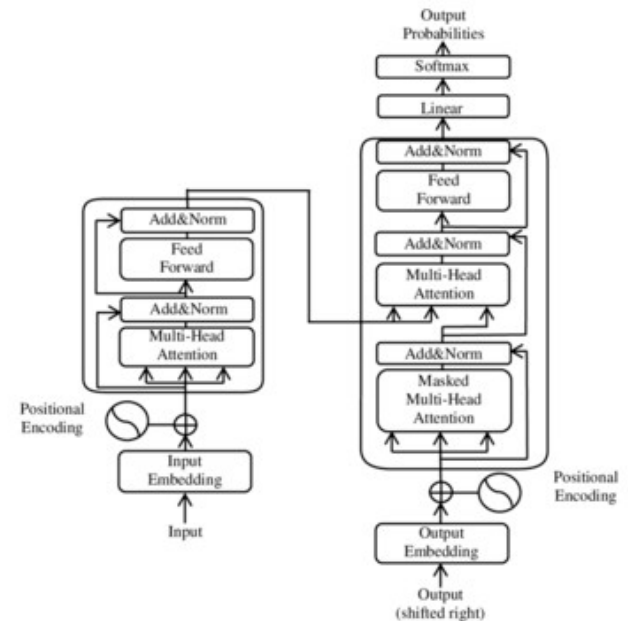 Output
Probabilities
Softmax
Linear
Add&Norm
Feed
Forward
Add&Norm
Multi-Head
Attention
Add&Norm
Masked
Multi-Head
Attention
Positional
Encoding
Output
Embedding
Output
(shifted right)
Add&Norm
Feed
Forward
Add&Norm
Multi-Head
Attention
Positional
Encoding
Input
Embedding
Input